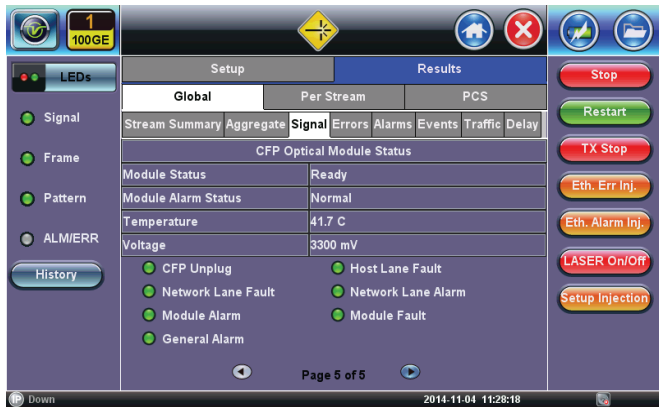 1
100GE
LEDs
Signal
Frame
Pattern
ALM/ERR
History
Setup Results
Global Per Stream PCS
Stream Summary Aggregate Signal Errors Alarms Events Traffic Delay
CFP Optical Module Status
Module Status Ready
Module Alarm Status Normal
Temperature 41.7 C
Voltage 3300 mV
CFP Unplug Host Lane Fault
Network Lane Fault Network Lane Alarm
Module Alarm Module Fault
General Alarm
Page 5 of 5
Stop
Restart
TX Stop
Eth. Err Inj.
Eth. Alarm Inj.
LASER On/Off
Setup Injection
IP Down 2014-11-04 11:28:18